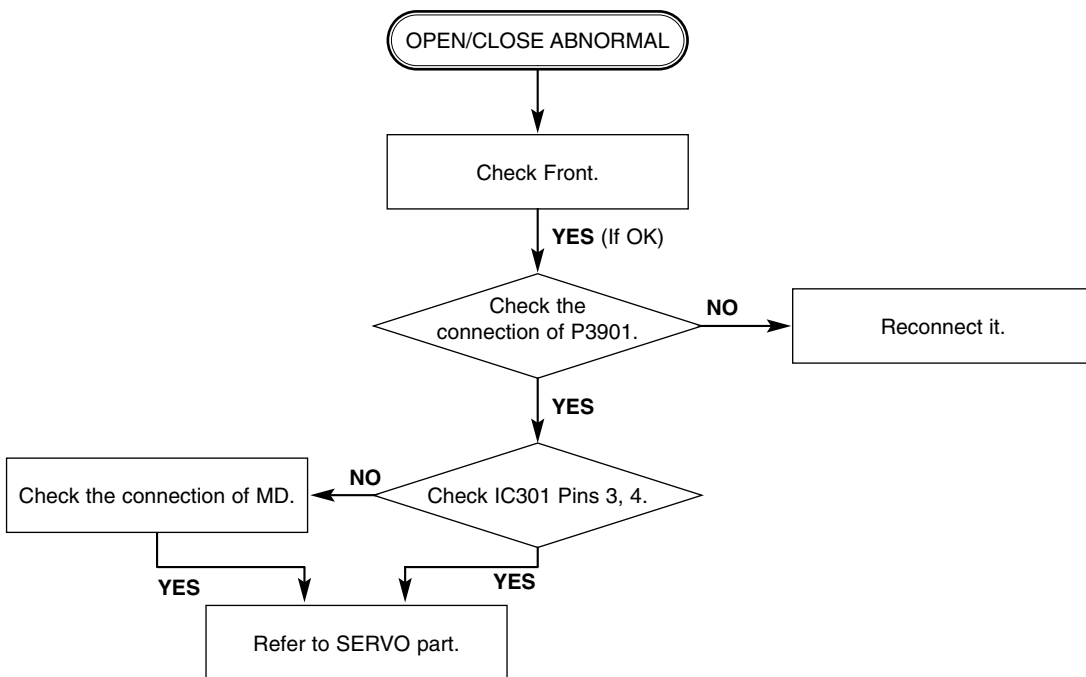 OPEN/CLOSE ABNORMAL
Check Front.
YES (If OK)
Check the
connection of P3901.
NO
Reconnect it.
YES
Check IC301 Pins 3, 4.
NO
Check the connection of MD.
YES
YES
Refer to SERVO part.